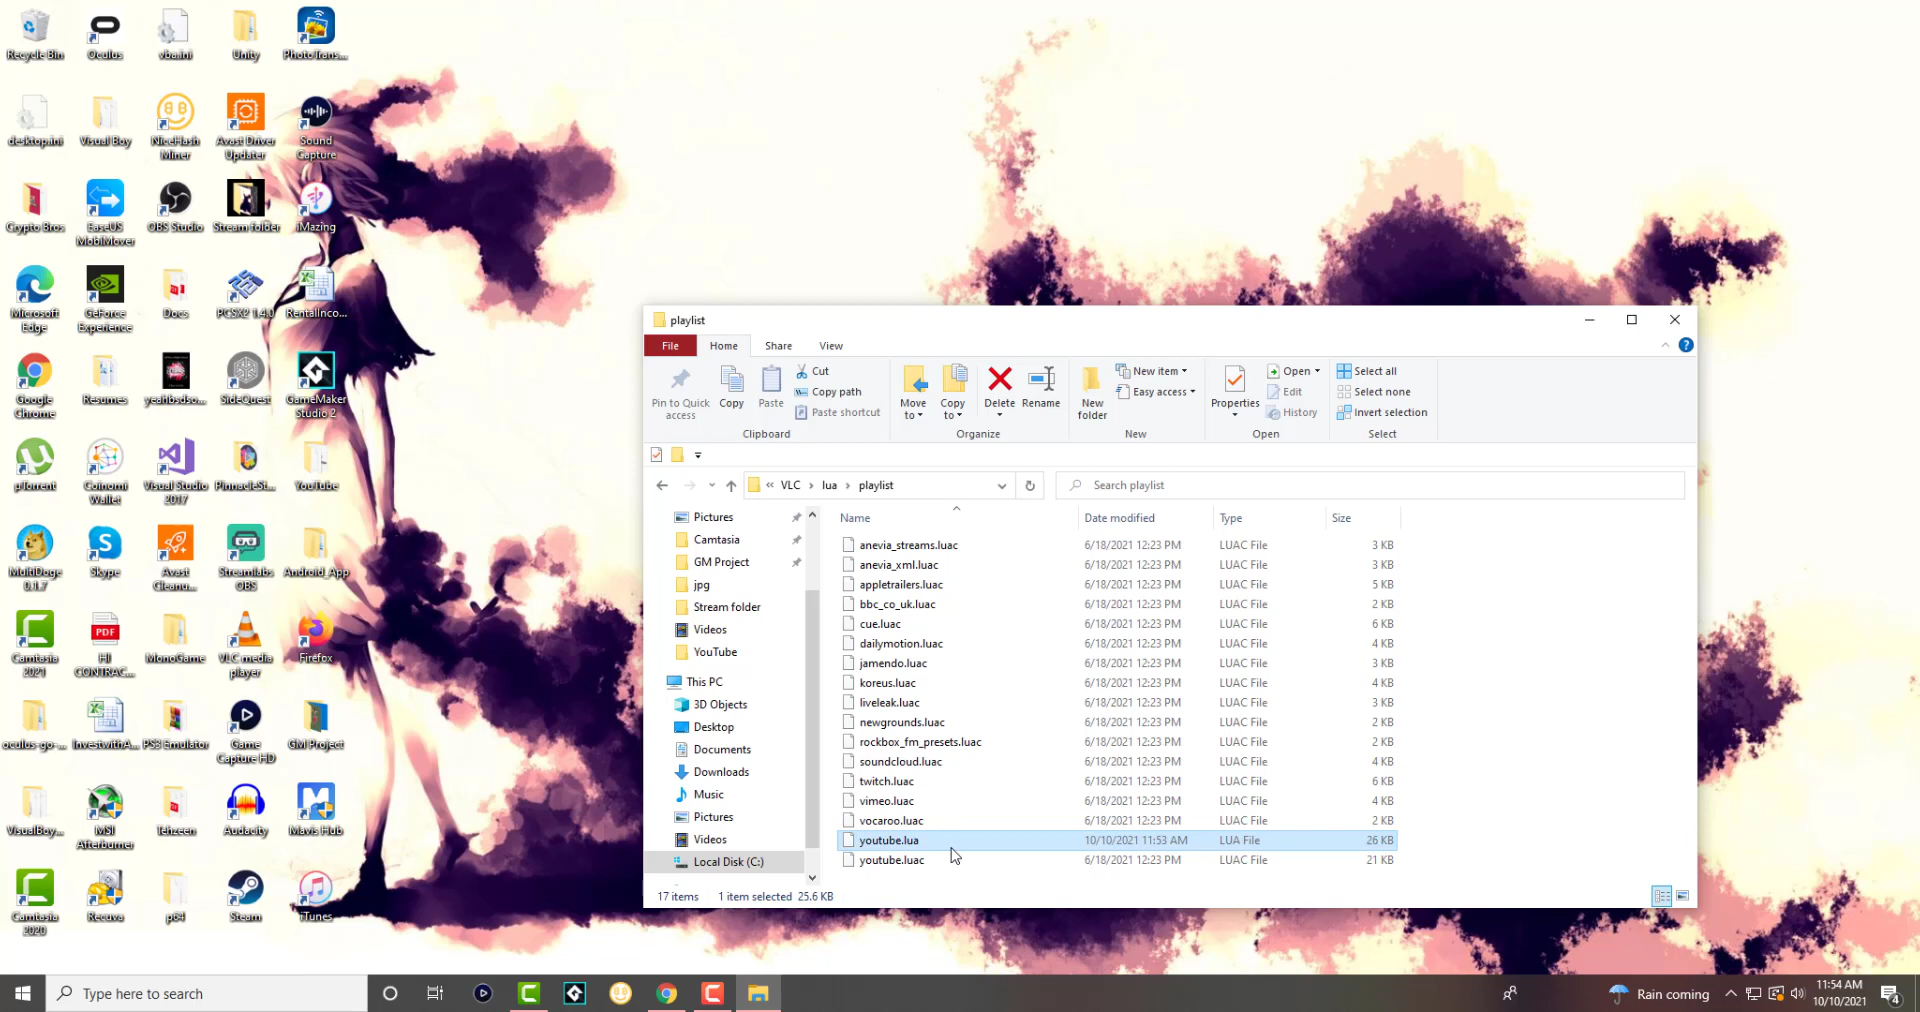 Recycle Bin
Oculus
vba.ini
Unity
PhotoTrans...
desktop.ini
Visual Boy
NiceHash
Miner
Avast Driver
Updater
Sound
Capture
Crypto Bros
EaseUS
MobiMover
OBS Studio
Stream folder
iMazing
Microsoft
Edge
GeForce
Experience
Docs
PCSX2 1.4.0
RentalInco...
Google
Chrome
Resumes
yeahbsdso...
SideQuest
GameMaker
Studio 2
µTorrent
Coinomi
Wallet
Visual Studio
2017
PinnacleSt...
YouTube
MultiDoge
0.1.7
Skype
Avast
Cleanu...
Streamlabs
OBS
Android_App
Camtasia
2021
PDF
HI
CONTRAC...
MonoGame
VLC media
player
Firefox
oculus-go-...
InvestwithA...
PS3 Emulator
Game
Capture HD
GM Project
VisualBoy...
MSI
Afterburner
Tehzeen
Audacity
Mavis Hub
Camtasia
2020
Recuva
p64
Steam
iTunes
playlist
File
Home
Share
View
Pin to Quick
access
Copy
Paste
Cut
Copy path
Paste shortcut
Clipboard
Move
to
Copy
to
Delete
Rename
Organize
New
folder
New item
Easy access
New
Properties
Open
Edit
History
Open
Select all
Select none
Invert selection
Select
« VLC › lua › playlist
Search playlist
Pictures
Camtasia
GM Project
jpg
Stream folder
Videos
YouTube
This PC
3D Objects
Desktop
Documents
Downloads
Music
Pictures
Videos
Local Disk (C:)
Name Date modified Type Size
anevia_streams.luac 6/18/2021 12:23 PM LUAC File 3 KB
anevia_xml.luac 6/18/2021 12:23 PM LUAC File 3 KB
appletrailers.luac 6/18/2021 12:23 PM LUAC File 5 KB
bbc_co_uk.luac 6/18/2021 12:23 PM LUAC File 2 KB
cue.luac 6/18/2021 12:23 PM LUAC File 6 KB
dailymotion.luac 6/18/2021 12:23 PM LUAC File 4 KB
jamendo.luac 6/18/2021 12:23 PM LUAC File 3 KB
koreus.luac 6/18/2021 12:23 PM LUAC File 4 KB
liveleak.luac 6/18/2021 12:23 PM LUAC File 3 KB
newgrounds.luac 6/18/2021 12:23 PM LUAC File 2 KB
rockbox_fm_presets.luac 6/18/2021 12:23 PM LUAC File 2 KB
soundcloud.luac 6/18/2021 12:23 PM LUAC File 4 KB
twitch.luac 6/18/2021 12:23 PM LUAC File 6 KB
vimeo.luac 6/18/2021 12:23 PM LUAC File 4 KB
vocaroo.luac 6/18/2021 12:23 PM LUAC File 2 KB
youtube.lua 10/10/2021 11:53 AM LUA File 26 KB
youtube.luac 6/18/2021 12:23 PM LUAC File 21 KB
17 items 1 item selected 25.6 KB
Type here to search
Rain coming
11:54 AM
10/10/2021
4